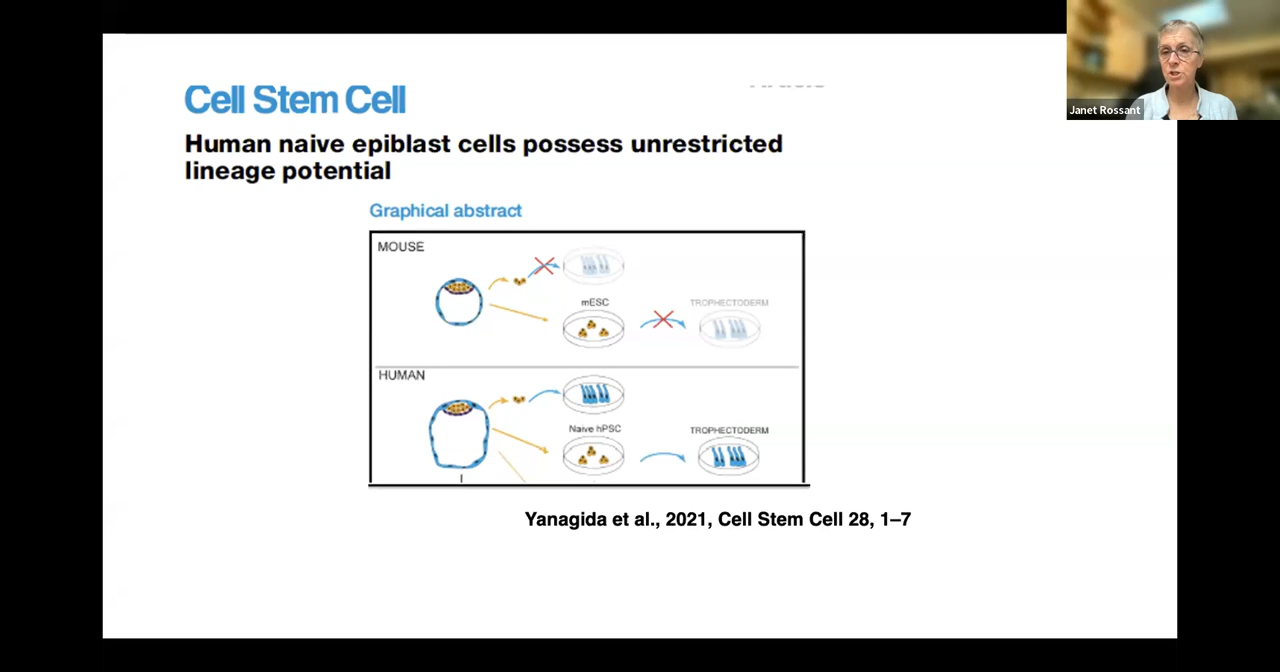 Janet Rossant
Cell Stem Cell
Human naive epiblast cells possess unrestricted
lineage potential
Graphical abstract
MOUSE
mESC
TROPHECTODERM
HUMAN
Naive hPSC
TROPHECTODERM
Yanagida et al., 2021, Cell Stem Cell 28, 1–7